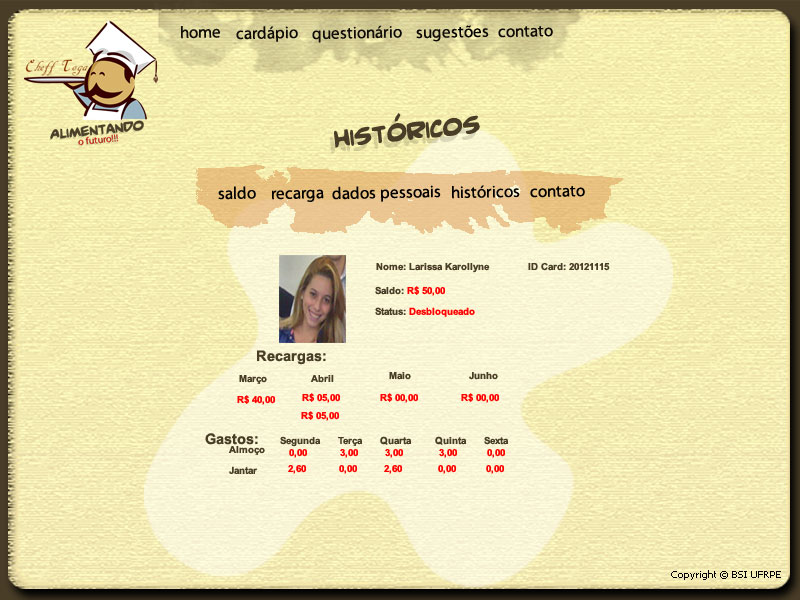 home cardápio questionário sugestões contato
Cheff Toga
ALIMENTANDO
o futuro!!!
HISTÓRICOS
saldo recarga dados pessoais históricos contato
Nome: Larissa Karollyne ID Card: 20121115
Saldo: R$ 50,00
Status: Desbloqueado
Recargas:
Março Abril Maio Junho
R$ 40,00 R$ 05,00 R$ 00,00 R$ 00,00
R$ 05,00
Gastos: Segunda Terça Quarta Quinta Sexta
Almoço 0,00 3,00 3,00 3,00 0,00
Jantar 2,60 0,00 2,60 0,00 0,00
Copyright © BSI UFRPE